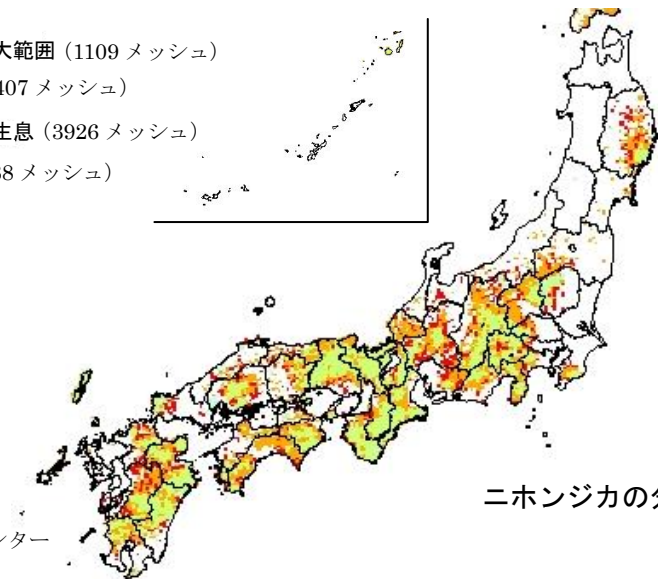 大範囲 (1109 メッシュ)
407 メッシュ)
生息 (3926 メッシュ)
8 メッシュ)
ニホンジカの
ンター